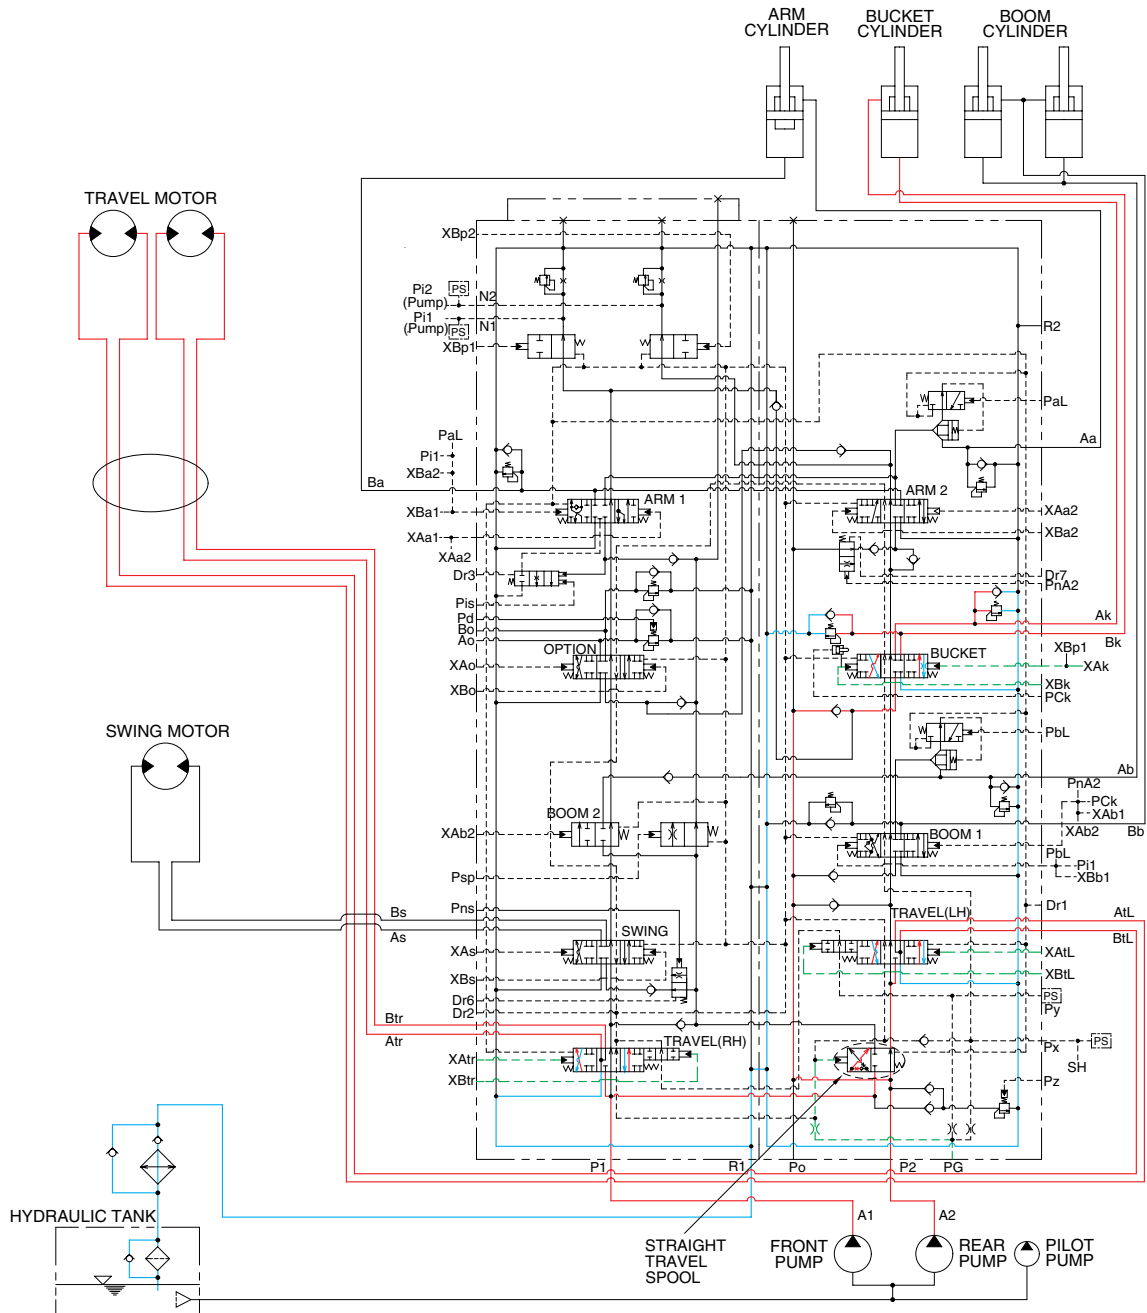 ARM
CYLINDER
BUCKET
CYLINDER
BOOM
CYLINDER
TRAVEL MOTOR
XBp2
Pi2
(Pump)
PS
N2
Pi1
(Pump)
PS
N1
XBp1
R2
PaL
Aa
PaL
Pi1
XBa2
Ba
XBa1
XAa1
XAa2
ARM 1
ARM 2
XAa2
XBa2
Dr3
Pis
Pd
Bo
Ao
Dr7
PnA2
Ak
Bk
OPTION
XAo
XBo
BUCKET
XBp1
XAk
XBk
PCk
SWING MOTOR
PbL
Ab
PnA2
PCk
XAb1
XAb2
Bb
BOOM 2
XAb2
BOOM 1
PbL
Pi1
XBb1
Psp
Pns
Bs
As
Dr1
AtL
BtL
TRAVEL(LH)
SWING
XAs
XBs
XAtL
XBtL
PS
Py
Dr6
Dr2
Btr
Atr
TRAVEL(RH)
XAtr
XBtr
Px
PS
SH
Pz
P1
R1
Po
P2
PG
HYDRAULIC TANK
A1
A2
STRAIGHT
TRAVEL
SPOOL
FRONT
PUMP
REAR
PUMP
PILOT
PUMP